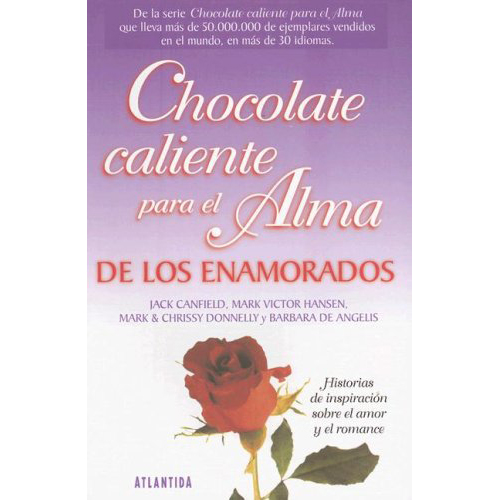 De la serie Chocolate caliente para el Alma
que lleva más de 50.000.000 de ejemplares vendidos
en el mundo, en más de 30 idiomas.
Chocolate
caliente
para el Alma
DE LOS ENAMORADOS
JACK CANFIELD, MARK VICTOR HANSEN,
MARK & CHRISSY DONNELLY y BARBARA DE ANGELIS
Historias
de inspiración
sobre el amor
y el romance
ATLANTIDA